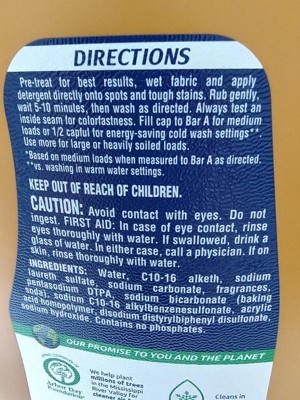 DIRECTIONS
Pre-treat for best results, wet fabric and apply
detergent directly onto spots and tough stains. Rub gently,
wait 5-10 minutes, then wash as directed. Always test an
inside seam for colorfastness. Fill cap to Bar A for medium
loads or 1/2 capful for energy-saving cold wash settings**
Use more for large or heavily soiled loads.
*Based on medium loads when measured to Bar A as directed.
**vs. washing in warm water settings.
KEEP OUT OF REACH OF CHILDREN.
CAUTION: Avoid contact with eyes. Do not
ingest. FIRST AID: In case of eye contact, rinse
eyes thoroughly with water. If swallowed, drink a
glass of water. In either case, call a physician. If on
skin, rinse thoroughly with water.
INGREDIENTS: Water, C10-16 alketh, sodium
laureth sulfate, sodium carbonate, fragrances,
pentasodium DTPA, sodium bicarbonate (baking
soda), sodium C10-16 alkylbenzenesulfonate, acrylic
acid homopolymer, disodium distyrylbiphenyl disulfonate,
sodium hydroxide. Contains no phosphates.
OUR PROMISE TO YOU AND THE PLANET
Arbor Day
Foundation
We help plant
millions of trees
in the Mississippi
River Valley for
cleaner air
Cleans in